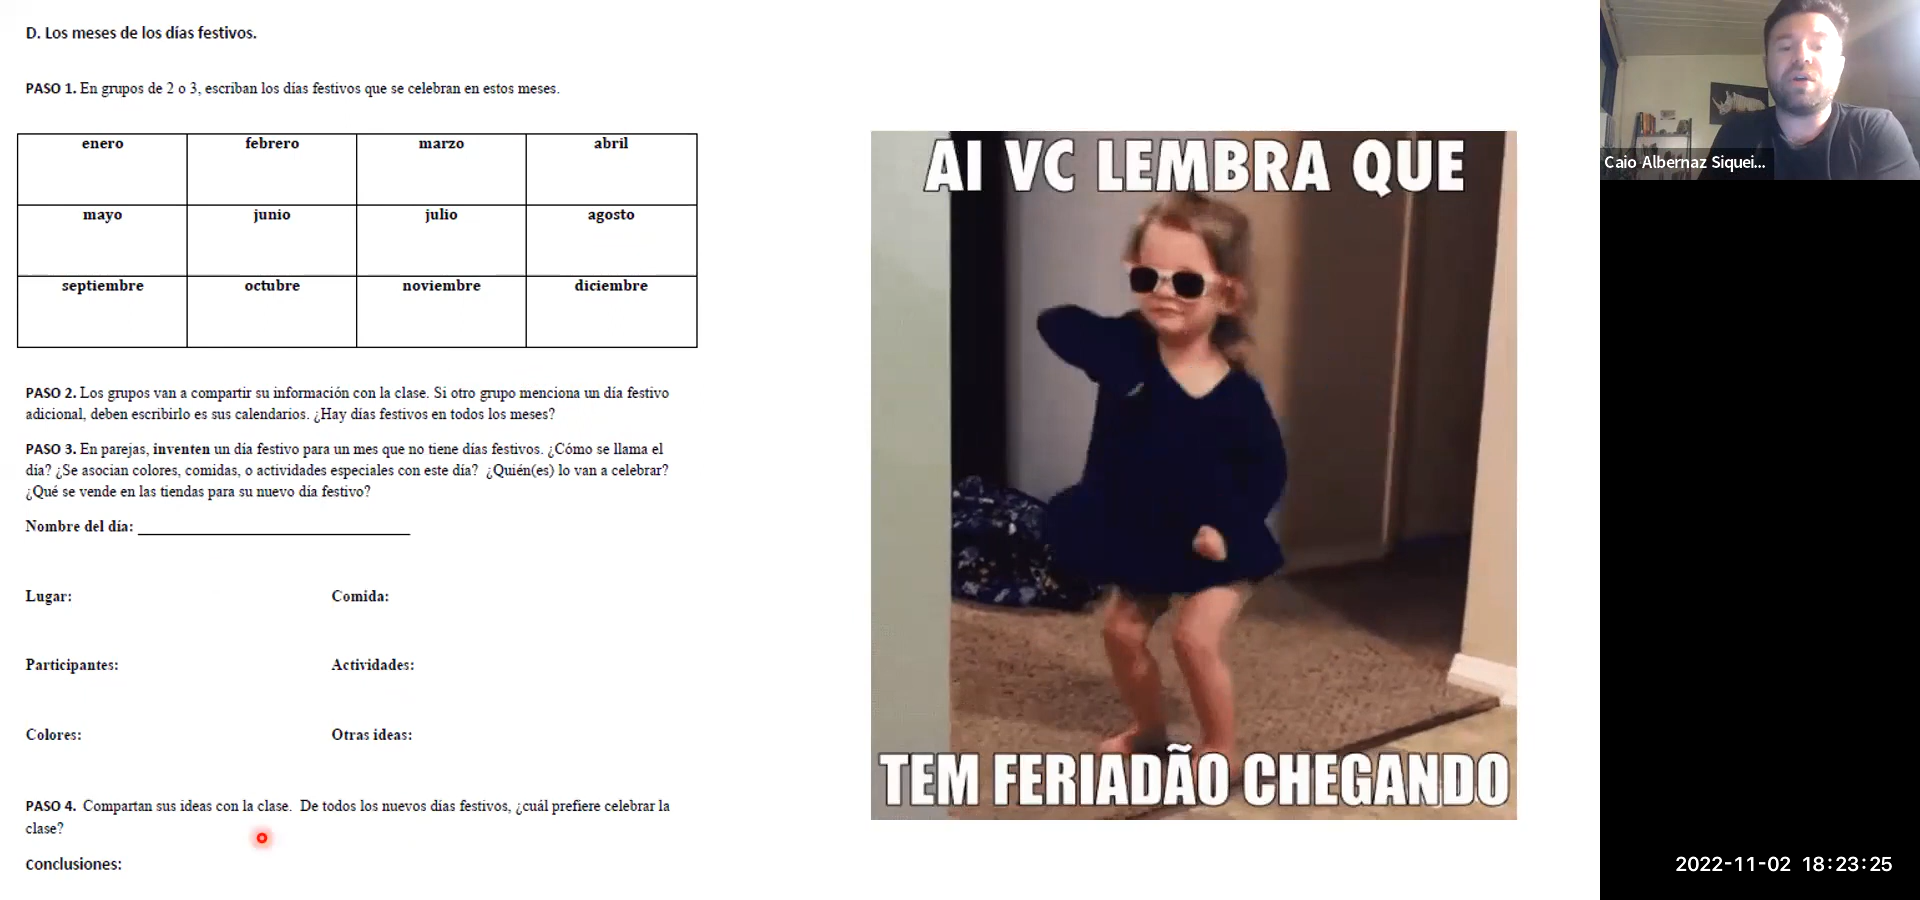 D. Los meses de los días festivos.
PASO 1. En grupos de 2 o 3, escriban los días festivos que se celebran en estos meses.
enero febrero marzo abril
mayo junio julio agosto
septiembre octubre noviembre diciembre
PASO 2. Los grupos van a compartir su información con la clase. Si otro grupo menciona un día festivo
adicional, deben escribirlo es sus calendarios. ¿Hay días festivos en todos los meses?
PASO 3. En parejas, inventen un día festivo para un mes que no tiene días festivos. ¿Cómo se llama el
día? ¿Se asocian colores, comidas, o actividades especiales con este día? ¿Quién(es) lo van a celebrar?
¿Qué se vende en las tiendas para su nuevo día festivo?
Nombre del día:
Lugar: Comida:
Participantes: Actividades:
Colores: Otras ideas:
PASO 4. Compartan sus ideas con la clase. De todos los nuevos días festivos, ¿cuál prefiere celebrar la
clase?
Conclusiones:
AI VC LEMBRA QUE
TEM FERIADÃO CHEGANDO
Caio Albernaz Siquei...
2022-11-02 18:23:25